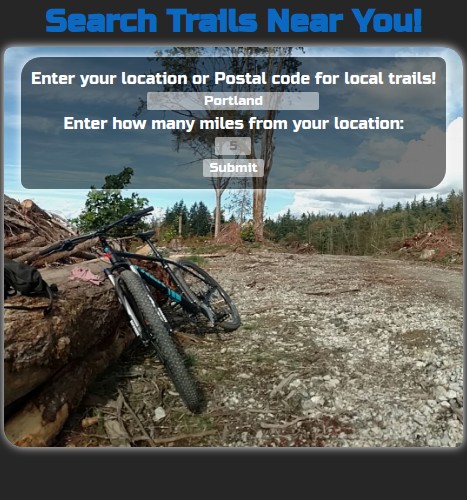 Search Trails Near You!
Enter your location or Postal code for local trails!
Portland
Enter how many miles from your location:
5
Submit